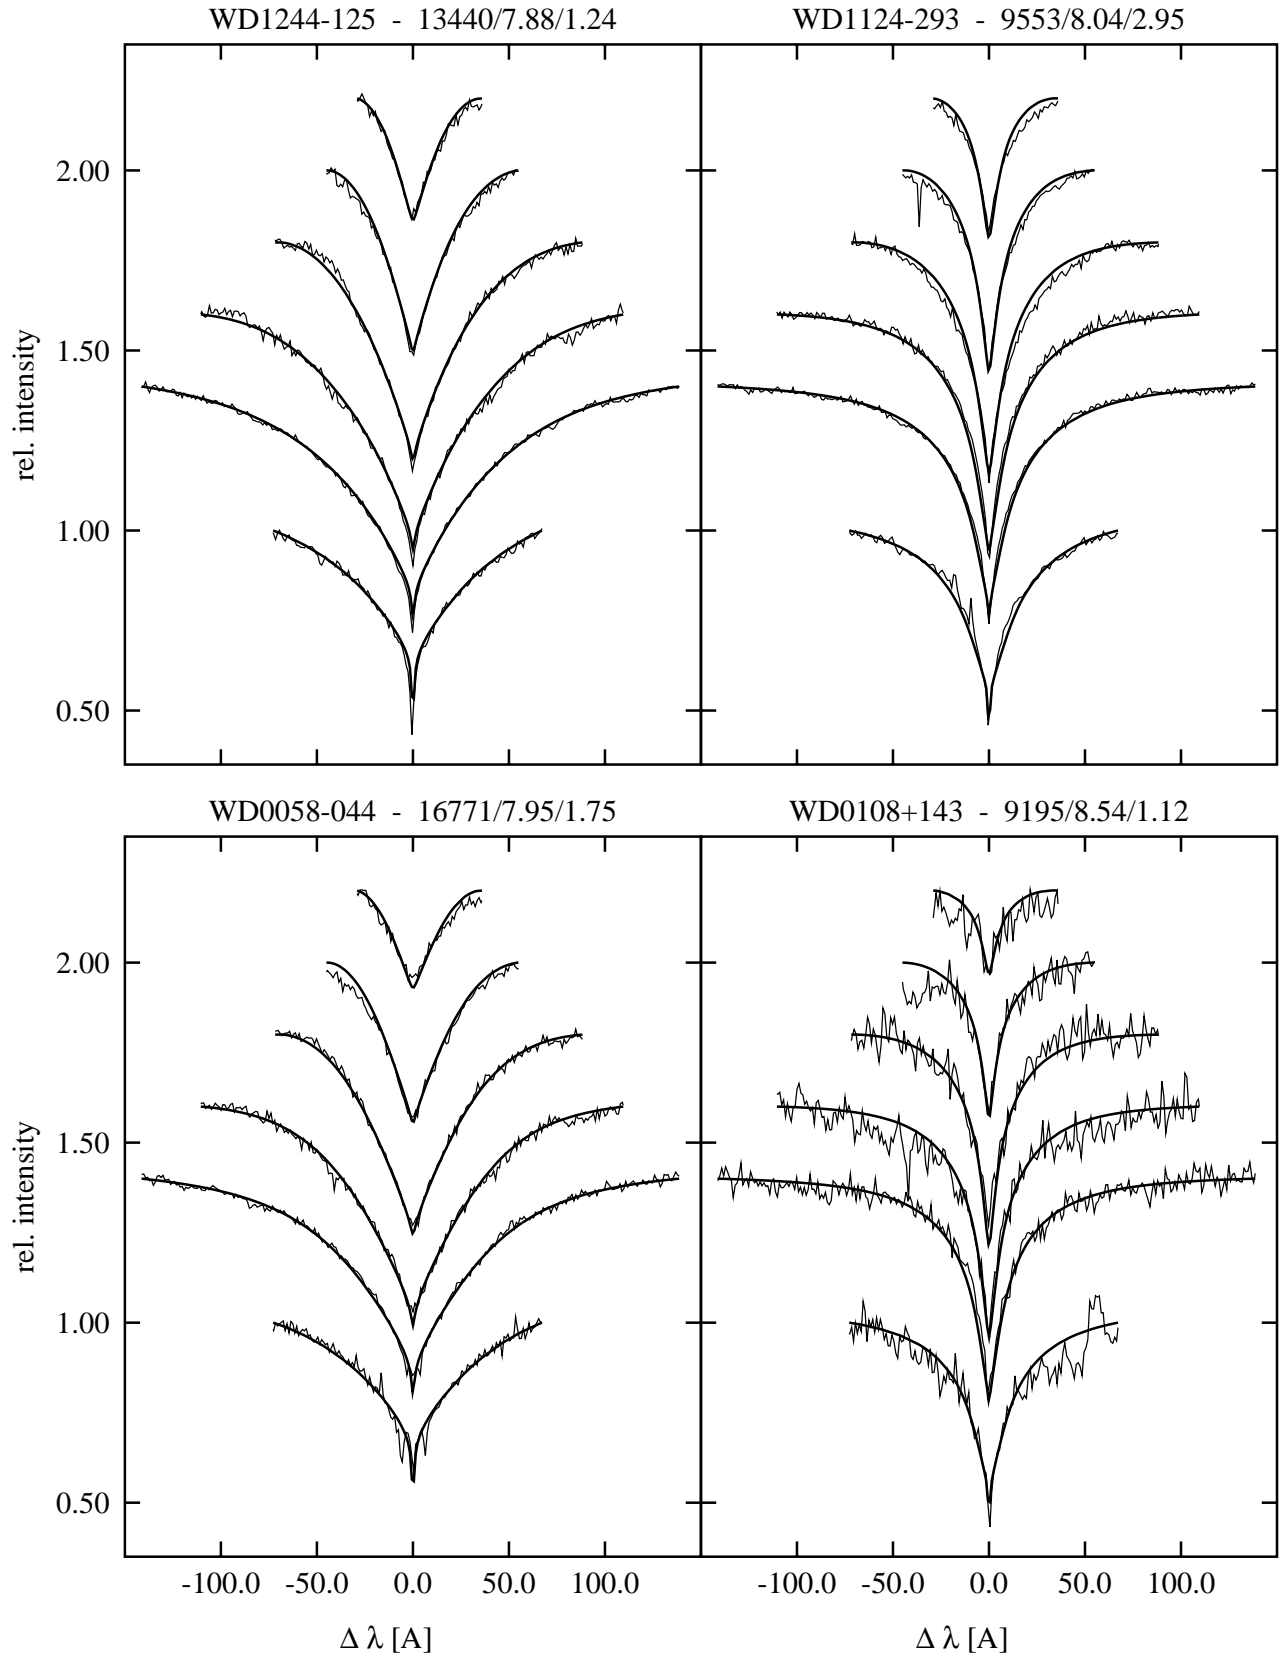 WD1244-125 - 13440/7.88/1.24
WD1124-293 - 9553/8.04/2.95
2.00
1.50
1.00
0.50
rel. intensity
WD0058-044 - 16771/7.95/1.75
WD0108+143 - 9195/8.54/1.12
2.00
1.50
1.00
0.50
rel. intensity
-100.0 -50.0 0.0 50.0 100.0
-100.0 -50.0 0.0 50.0 100.0
Δ λ [A]
Δ λ [A]